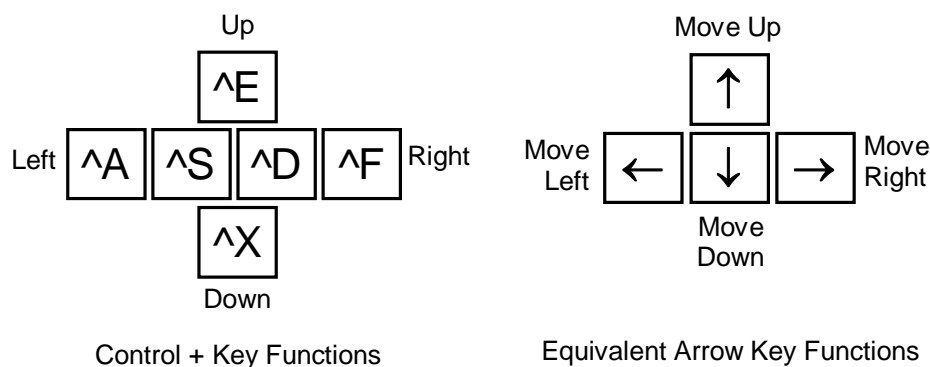 Up
^E
Left ^A ^S ^D ^F Right
^X
Down
Control + Key Functions
Move Up
↑
Move
Left
← ↓ →
Move
Right
Move
Down
Equivalent Arrow Key Functions